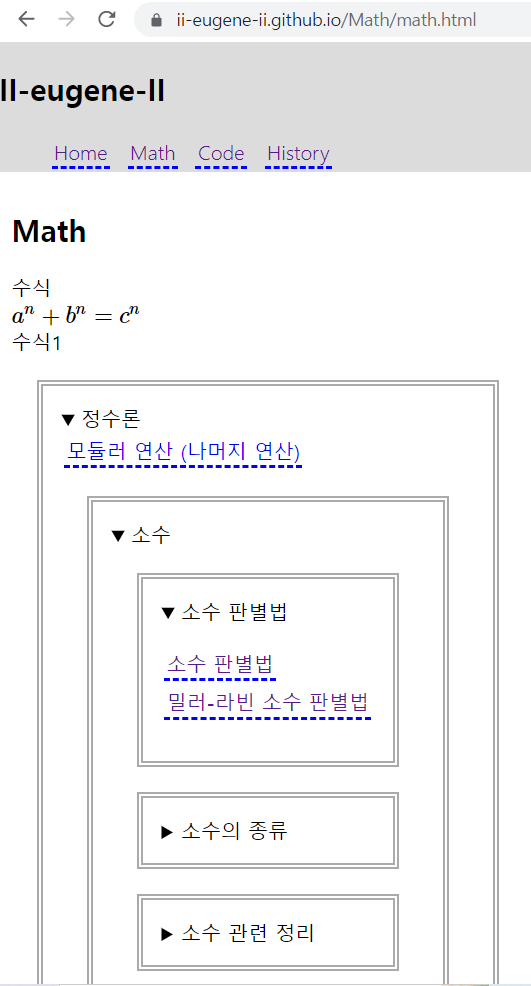 ii-eugene-ii.github.io/Math/math.html
II-eugene-II
Home Math Code History
Math
수식
aⁿ + bⁿ = cⁿ
수식1
▼ 정수론
모듈러 연산 (나머지 연산)
▼ 소수
▼ 소수 판별법
소수 판별법
밀러-라빈 소수 판별법
▶ 소수의 종류
▶ 소수 관련 정리